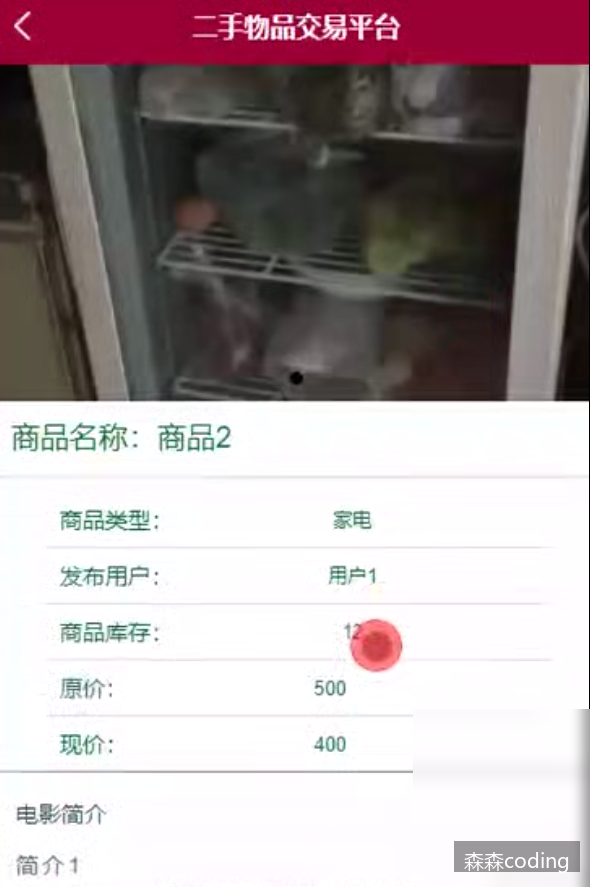 二手物品交易平台
商品名称：商品2
商品类型： 家电
发布用户： 用户1
商品库存： 12
原价： 500
现价： 400
电影简介
简介1
森森coding